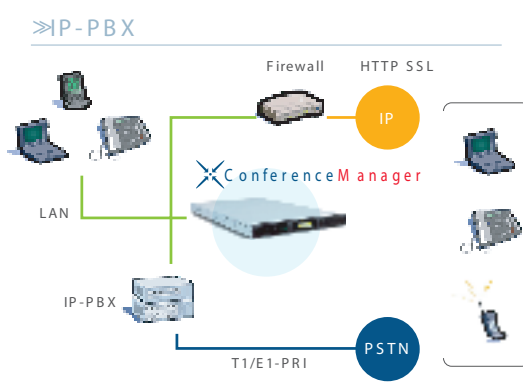 ≫IP-PBX
Firewall
HTTP SSL
IP
ConferenceManager
LAN
IP-PBX
T1/E1-PRI
PSTN